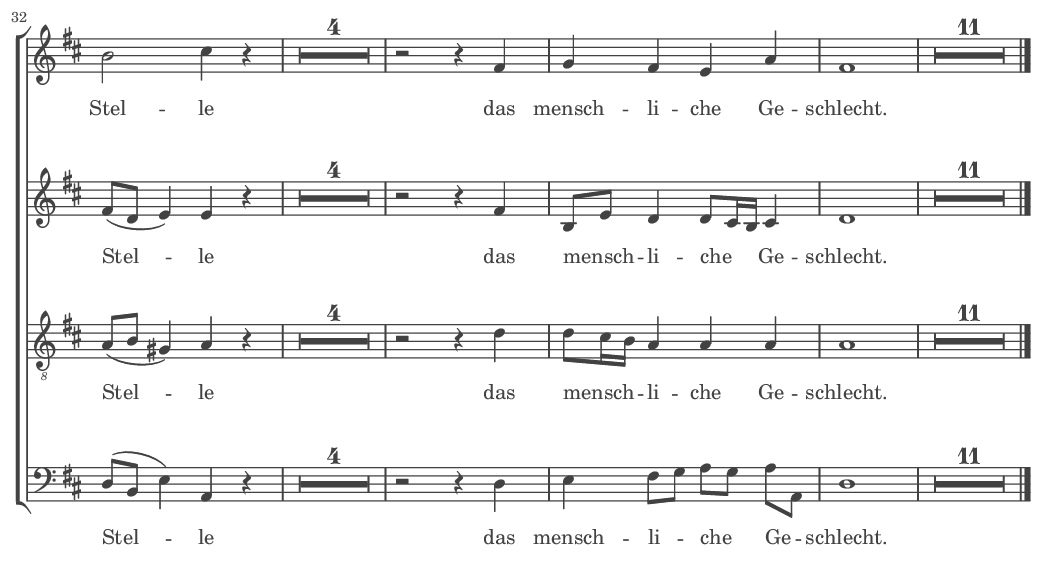 32
4 11
Stel -- le das mensch -- li -- che Ge -- schlecht.
4 11
Stel -- le das mensch -- li -- che Ge -- schlecht.
4 11
8
Stel -- le das mensch -- li -- che Ge -- schlecht.
4 11
Stel -- le das mensch -- li -- che Ge -- schlecht.